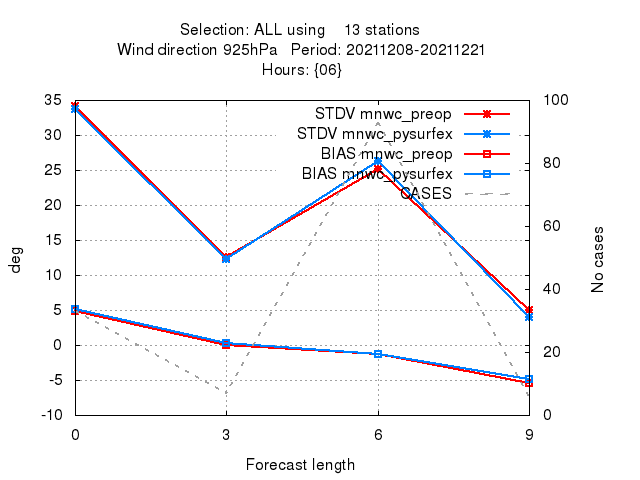 Selection: ALL using 13 stations
Wind direction 925hPa Period: 20211208-20211221
Hours: {06}
35 100
STDV mnwc_preop
30 STDV mnwc_pysurfex
BIAS mnwc_preop
25 80
BIAS mnwc_pysurfex
CASES
20
15 60
10
5 40
0
-5 20
-10 0
deg
No cases
0 3 6 9
Forecast length